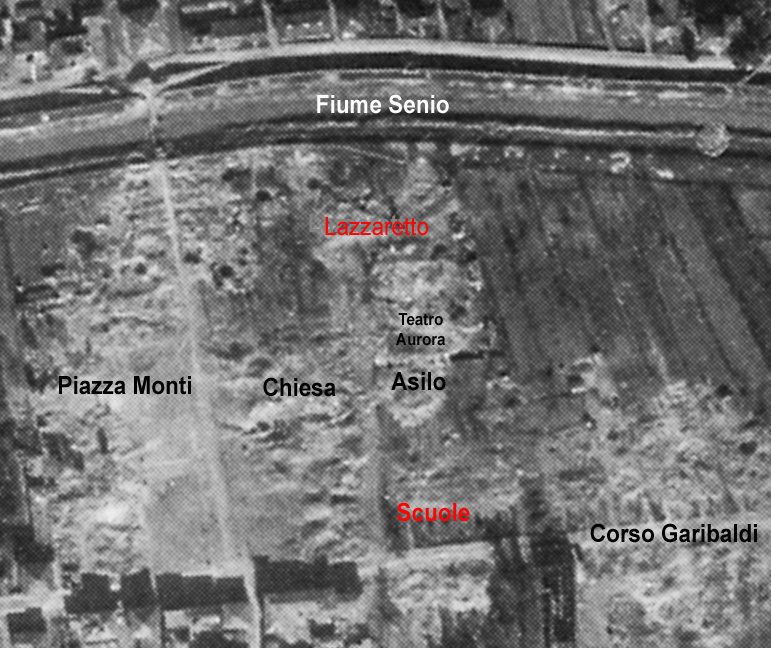 Fiume Senio
Lazzaretto
Teatro
Aurora
Piazza Monti
Chiesa
Asilo
Scuole
Corso Garibaldi